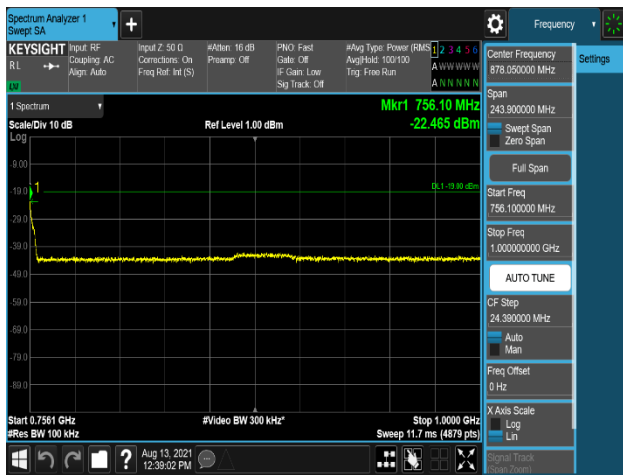 Spectrum Analyzer 1
Swept SA
+
Frequency
KEYSIGHT
Input: RF
Coupling: AC
Align: Auto
Input Z: 50 Ω
Corrections: On
Freq Ref: Int (S)
#Atten: 16 dB
Preamp: Off
PNO: Fast
Gate: Off
IF Gain: Low
Sig Track: Off
#Avg Type: Power (RMS
Avg|Hold: 100/100
Trig: Free Run
1 2 3 4 5 6
A W W W W W
A N N N N N
RL
LW
1 Spectrum
Scale/Div 10 dB
Log
Ref Level 1.00 dBm
Mkr1 756.10 MHz
-22.465 dBm
-9.00
-19.0
-29.0
-39.0
-49.0
-59.0
-69.0
-79.0
-89.0
1
DL1 -19.00 dBm
Start 0.7561 GHz
#Res BW 100 kHz
#Video BW 300 kHz*
Stop 1.0000 GHz
Sweep 11.7 ms (4879 pts)
Center Frequency
878.050000 MHz
Span
243.900000 MHz
Swept Span
Zero Span
Full Span
Start Freq
756.100000 MHz
Stop Freq
1.000000000 GHz
AUTO TUNE
CF Step
24.390000 MHz
Auto
Man
Freq Offset
0 Hz
X Axis Scale
Log
Lin
Signal Track
(Span Zoom)
Settings
?
Aug 13, 2021
12:39:02 PM